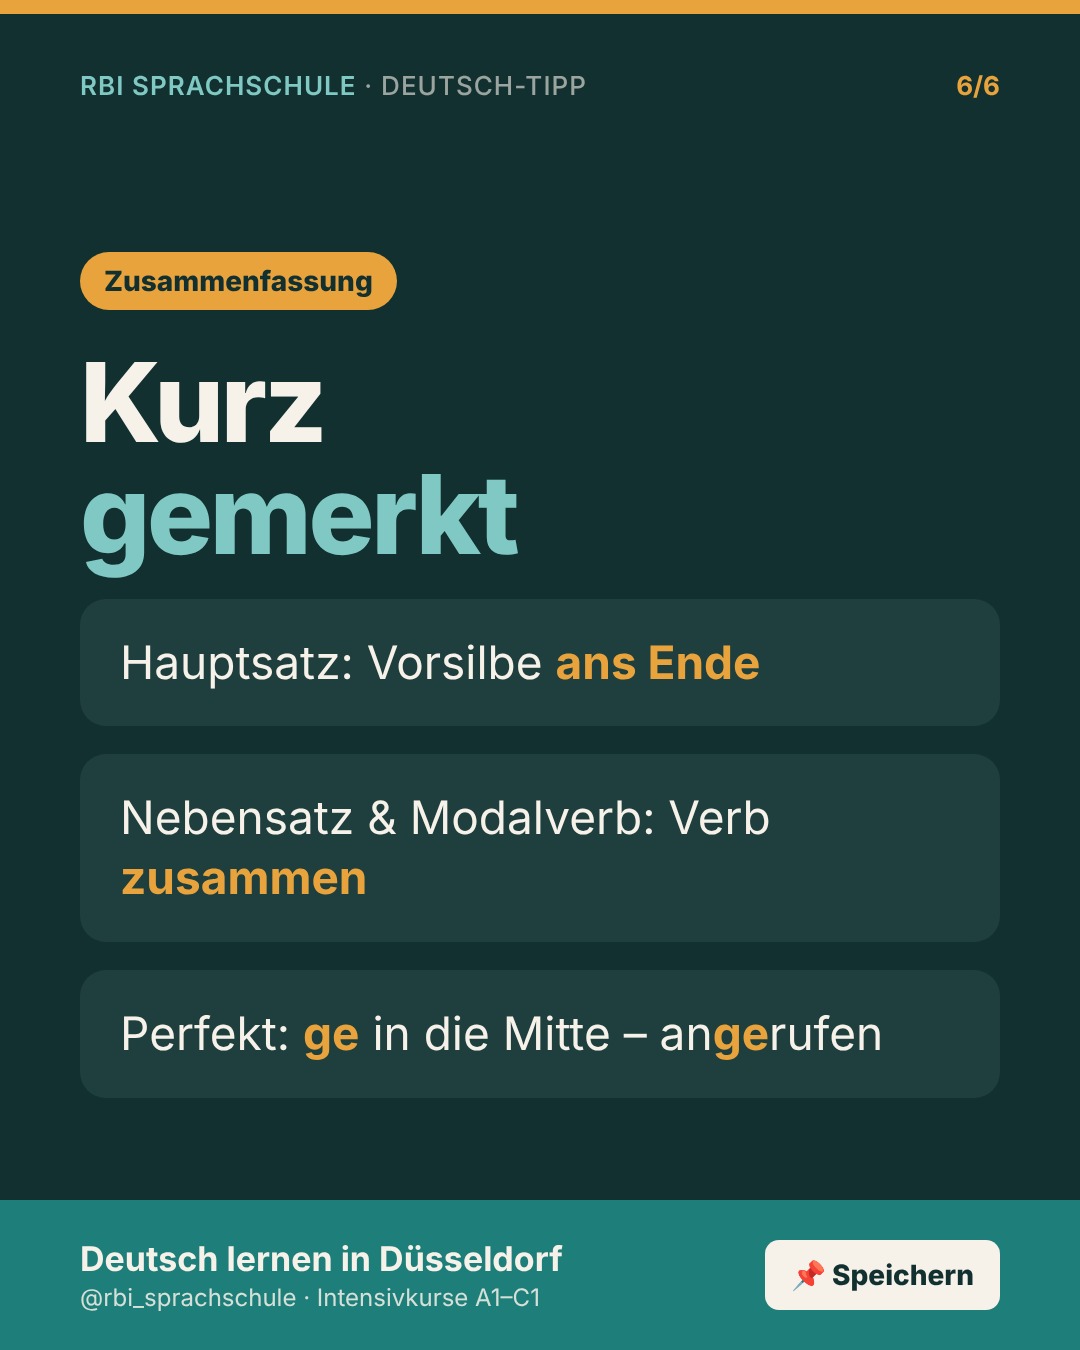 RBI SPRACHSCHULE · DEUTSCH-TIPP
6/6
Zusammenfassung
Kurz
gemerkt
Hauptsatz: Vorsilbe ans Ende
Nebensatz & Modalverb: Verb
zusammen
Perfekt: ge in die Mitte – angerufen
Deutsch lernen in Düsseldorf
@rbi_sprachschule · Intensivkurse A1–C1
📌 Speichern